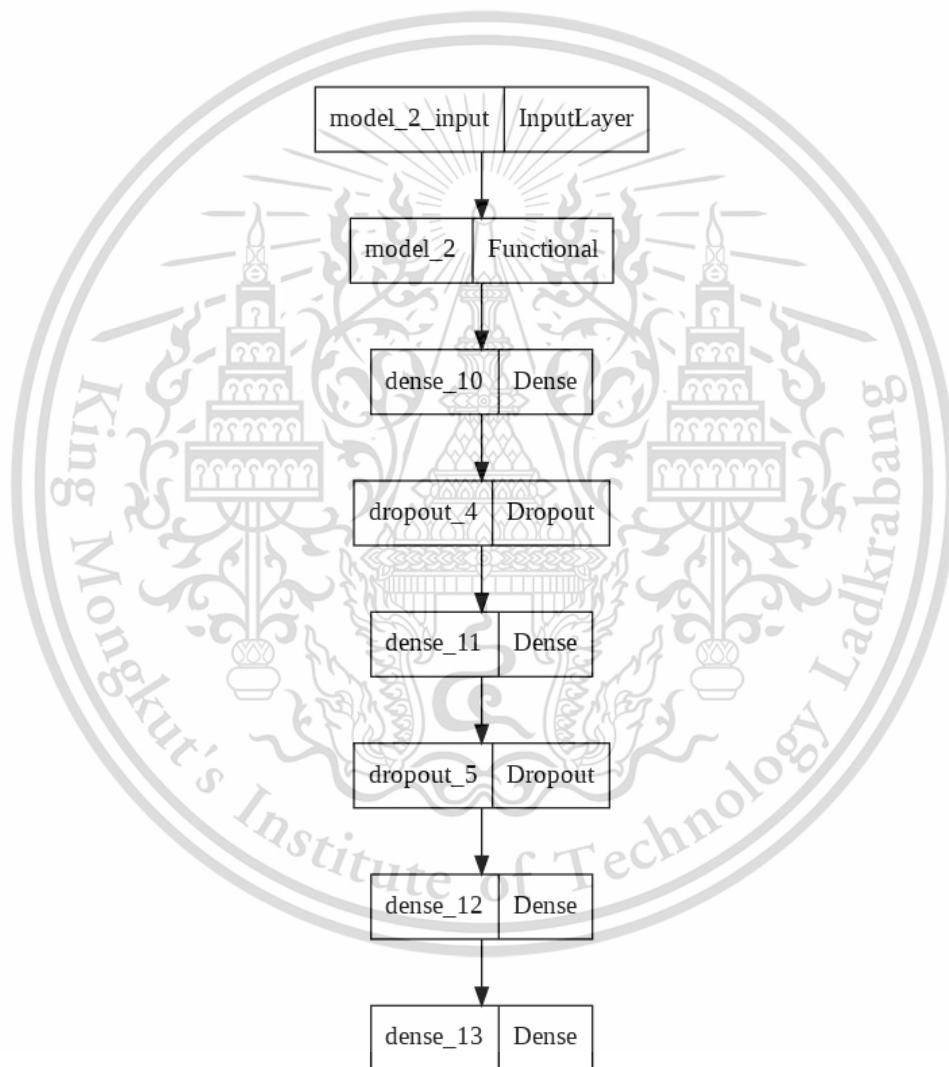 model_2_input InputLayer
model_2 Functional
dense_10 Dense
dropout_4 Dropout
dense_11 Dense
dropout_5 Dropout
dense_12 Dense
dense_13 Dense
King Mongkut's Institute of Technology Ladkrabang